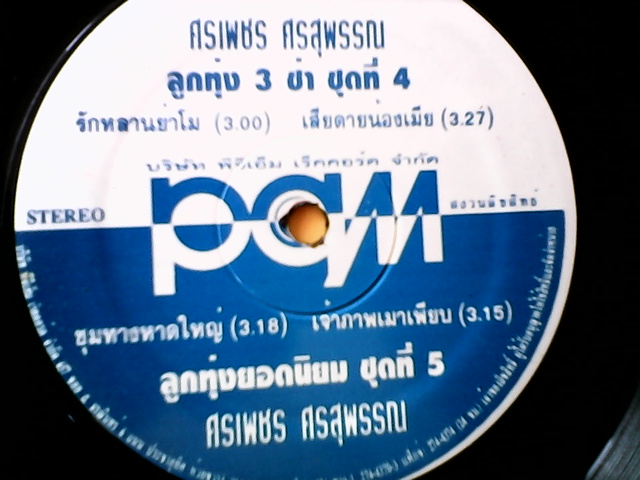 ศรเพชร ศรสุพรรณ
ลูกทุ่ง 3 ช่า ชุดที่ 4
รักหลานย่าโม (3.00) เสียดายน้องเมีย (3.27)
บริษัท พีจีเอ็ม เรคคอร์ด จำกัด
pgm
STEREO สงวนลิขสิทธิ์
ชุมทางหาดใหญ่ (3.18) เจ้าภาพเมาเพียบ (3.15)
ลูกทุ่งยอดนิยม ชุดที่ 5
ศรเพชร ศรสุพรรณ